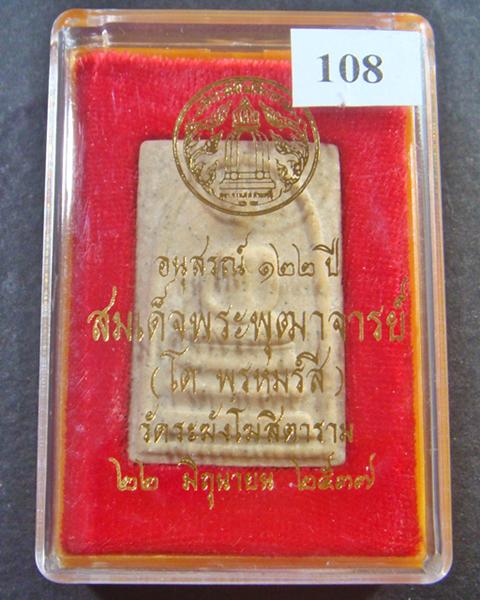 108
อนุสรณ์ ๑๒๒ ปี
สมเด็จพระพุฒาจารย์
(โต พรหมรังสี)
วัดระฆังโฆสิตาราม
๒๒ มิถุนายน ๒๕๓๗